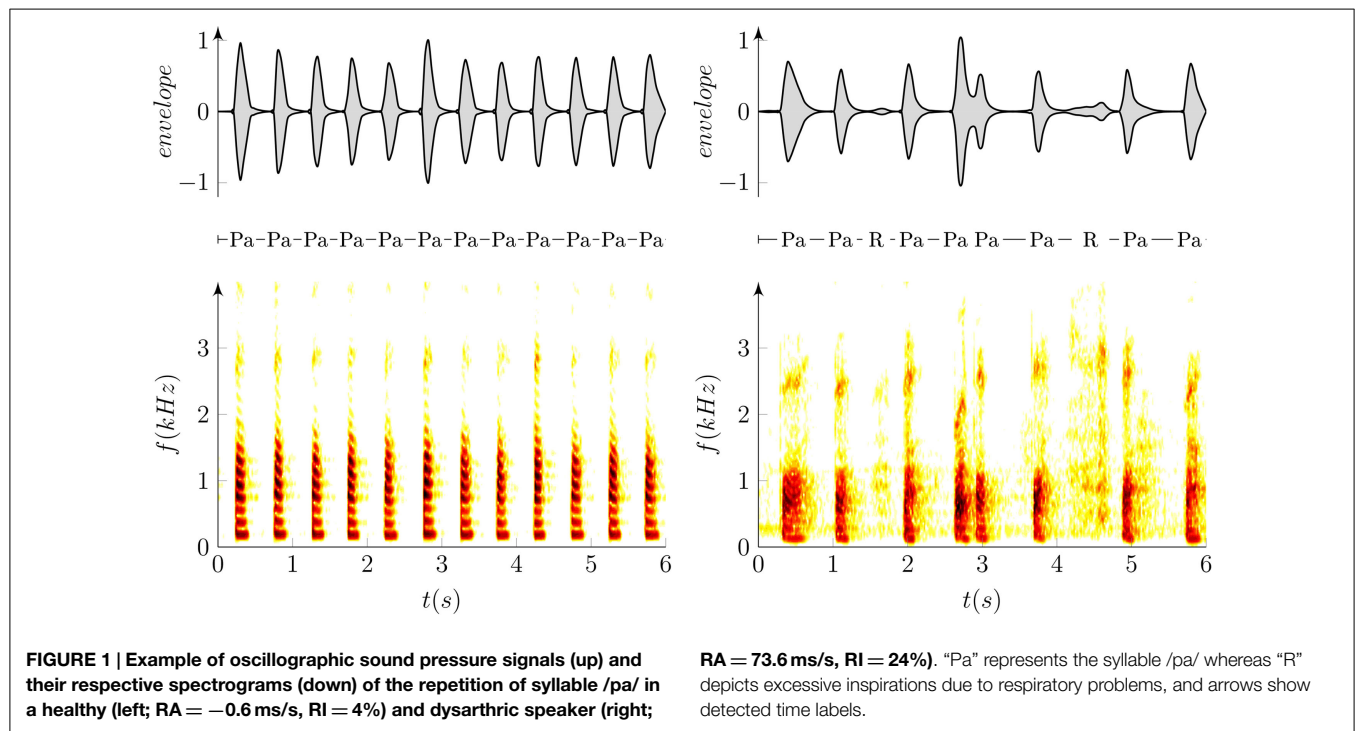 1
0
−1
envelope
1
0
−1
envelope
Pa Pa Pa Pa Pa Pa Pa Pa Pa Pa Pa Pa
Pa Pa R Pa Pa Pa Pa R Pa Pa
3
2
1
0
f(kHz)
0 1 2 3 4 5 6
t(s)
3
2
1
0
f(kHz)
0 1 2 3 4 5 6
t(s)
FIGURE 1 | Example of oscillographic sound pressure signals (up) and
their respective spectrograms (down) of the repetition of syllable /pa/ in
a healthy (left; RA = −0.6 ms/s, RI = 4%) and dysarthric speaker (right;
RA = 73.6 ms/s, RI = 24%). “Pa” represents the syllable /pa/ whereas “R”
depicts excessive inspirations due to respiratory problems, and arrows show
detected time labels.